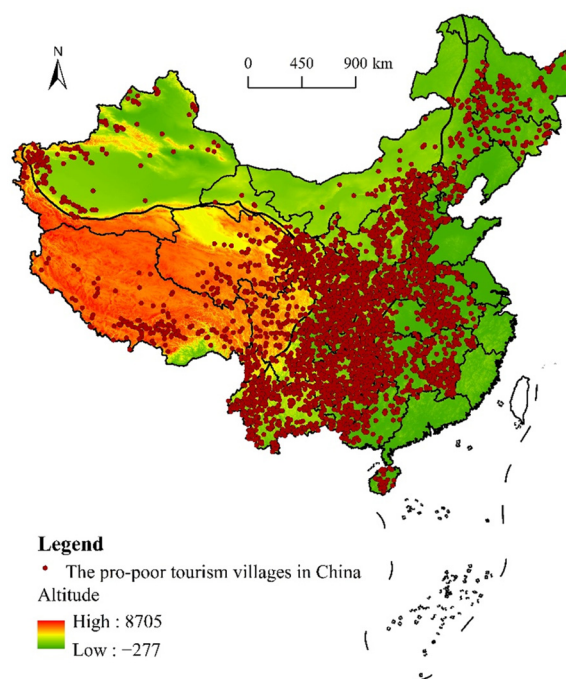 N
0 450 900 km
Legend
The pro-poor tourism villages in China
Altitude
High : 8705
Low : −277